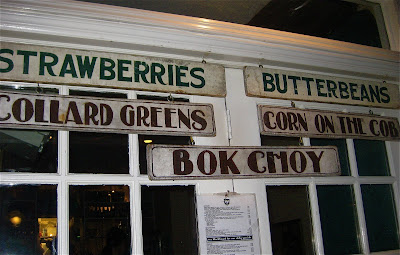 STRAWBERRIES
BUTTERBEANS
COLLARD GREENS
CORN ON THE COB
BOK CHOY